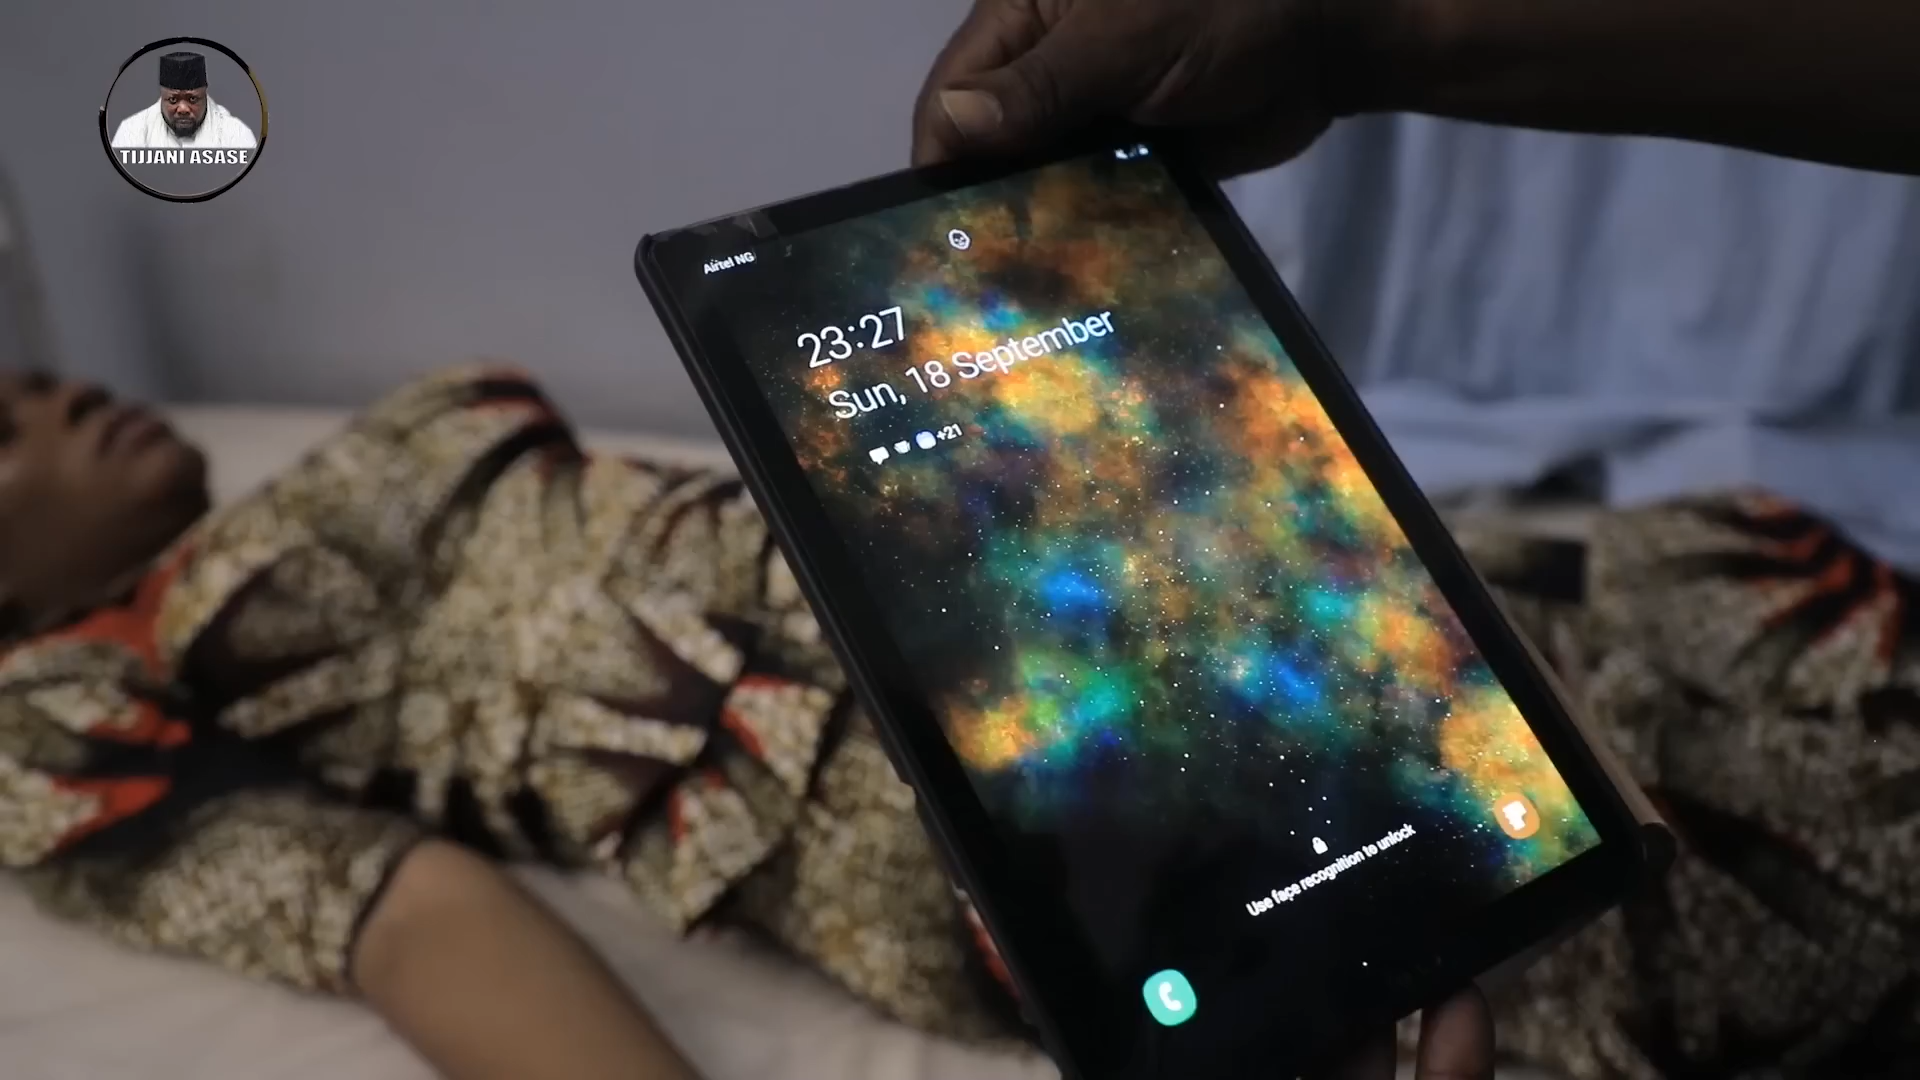 TIJJANI ASASE
Airtel NG
23:27
Sun, 18 September
+21
Use face recognition to unlock